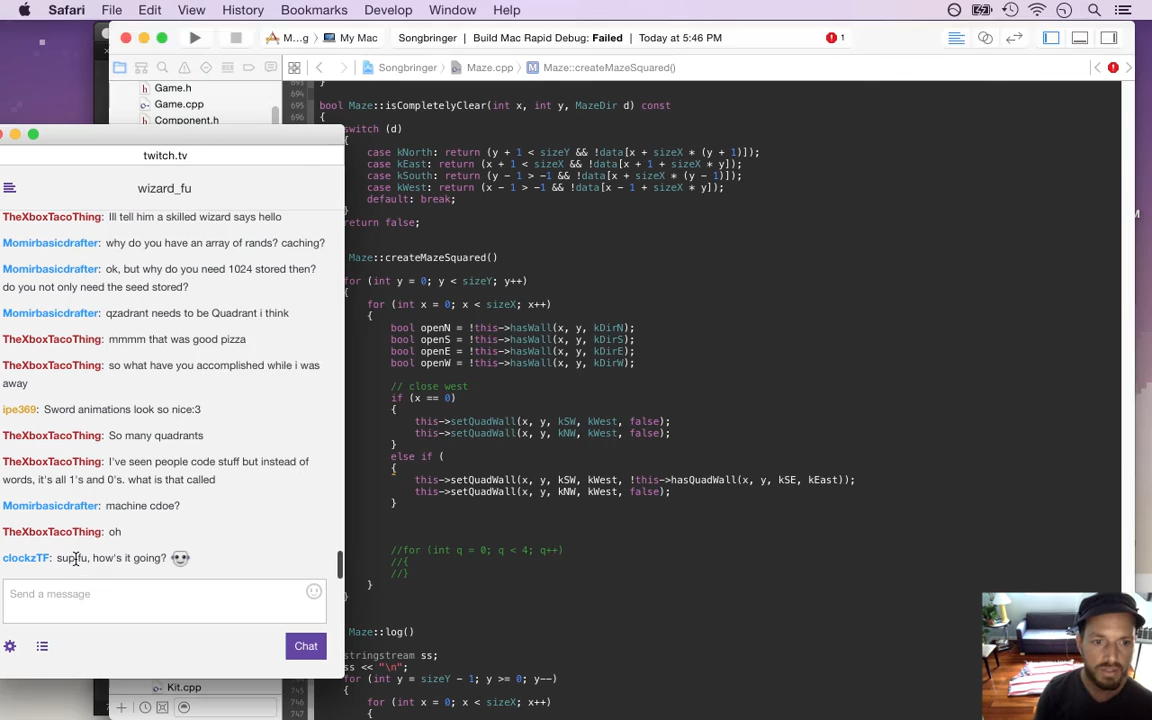 Safari File Edit View History Bookmarks Develop Window Help
M...g My Mac Songbringer Build Mac Rapid Debug: Failed Today at 5:46 PM 1
Songbringer Maze.cpp Maze::createMazeSquared()
Game.h
Game.cpp
Component.h
twitch.tv
wizard_fu
TheXboxTacoThing: Ill tell him a skilled wizard says hello
Momirbasicdrafter: why do you have an array of rands? caching?
Momirbasicdrafter: ok, but why do you need 1024 stored then?
do you not only need the seed stored?
Momirbasicdrafter: qzadrant needs to be Quadrant i think
TheXboxTacoThing: mmmm that was good pizza
TheXboxTacoThing: so what have you accomplished while i was
away
ipe369: Sword animations look so nice:3
TheXboxTacoThing: So many quadrants
TheXboxTacoThing: I've seen people code stuff but instead of
words, it's all 1's and 0's. what is that called
Momirbasicdrafter: machine cdoe?
TheXboxTacoThing: oh
clockzTF: sup fu, how's it going?
Send a message
Chat
Kit.cpp
694
695 bool Maze::isCompletelyClear(int x, int y, MazeDir d) const
696 {
switch (d)
{
case kNorth: return (y + 1 < sizeY && !data[x + sizeX * (y + 1)]);
case kEast: return (x + 1 < sizeX && !data[x + 1 + sizeX * y]);
case kSouth: return (y - 1 > -1 && !data[x + sizeX * (y - 1)]);
case kWest: return (x - 1 > -1 && !data[x - 1 + sizeX * y]);
default: break;
}
return false;
Maze::createMazeSquared()
for (int y = 0; y < sizeY; y++)
{
for (int x = 0; x < sizeX; x++)
{
bool openN = !this->hasWall(x, y, kDirN);
bool openS = !this->hasWall(x, y, kDirS);
bool openE = !this->hasWall(x, y, kDirE);
bool openW = !this->hasWall(x, y, kDirW);
// close west
if (x == 0)
{
this->setQuadWall(x, y, kSW, kWest, false);
this->setQuadWall(x, y, kNW, kWest, false);
}
else if (
{
this->setQuadWall(x, y, kSW, kWest, !this->hasQuadWall(x, y, kSE, kEast));
this->setQuadWall(x, y, kNW, kWest, false);
}
//for (int q = 0; q < 4; q++)
//{
//}
}
}
Maze::log()
stringstream ss;
ss << "\n";
for (int y = sizeY - 1; y >= 0; y--)
745 {
746 for (int x = 0; x < sizeX; x++)
747 {